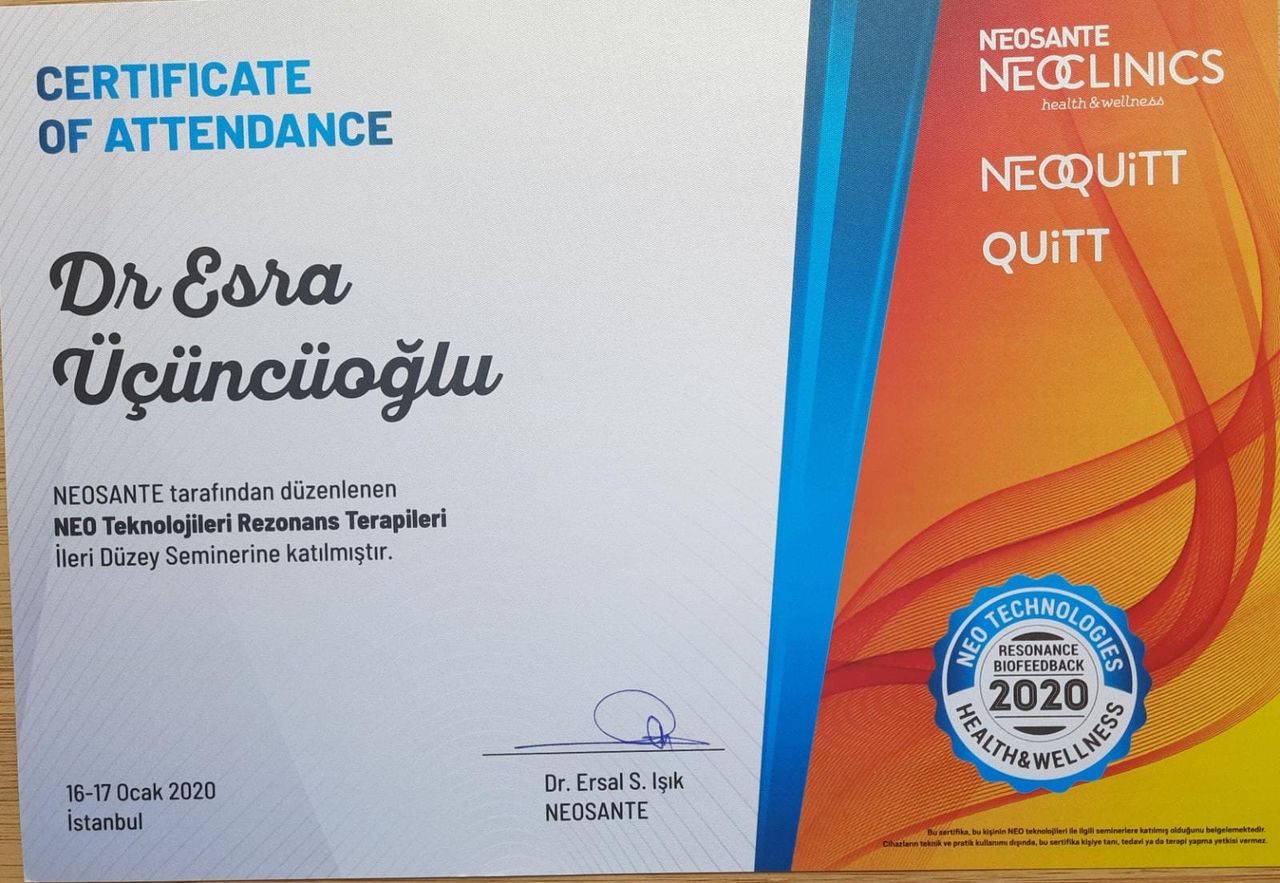 CERTIFICATE
OF ATTENDANCE
Dr Esra
Üçüncüoğlu
NEOSANTE tarafından düzenlenen
NEO Teknolojileri Rezonans Terapileri
İleri Düzey Seminerine katılmıştır.
16-17 Ocak 2020
İstanbul
Dr. Ersal S. Işık
NEOSANTE
NEOSANTE
NEOCLINICS
health & wellness
NEOQUiTT
QUiTT
NEO TECHNOLOGIES
RESONANCE
BIOFEEDBACK
2020
HEALTH&WELLNESS
Bu sertifika, bu kişinin NEO teknolojileri ile ilgili seminerlere katılmış olduğunu belgelemektedir.
Cihazların teknik ve pratik kullanımı dışında, bu sertifika kişiye tanı, tedavi ya da terapi yapma yetkisi vermez.